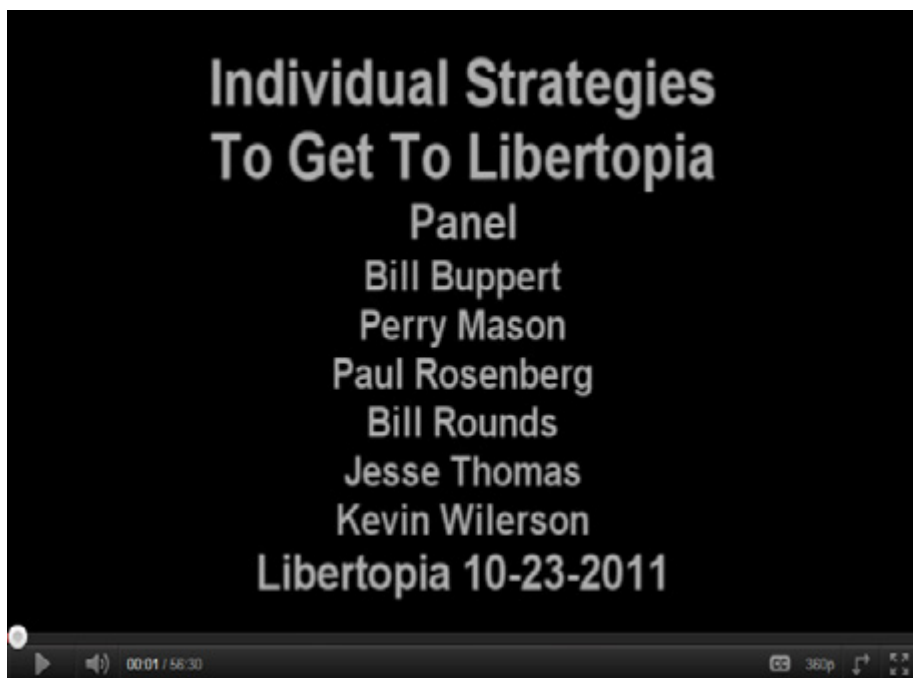 Individual Strategies
To Get To Libertopia
Panel
Bill Buppert
Perry Mason
Paul Rosenberg
Bill Rounds
Jesse Thomas
Kevin Wilerson
Libertopia 10-23-2011
00:01 / 56:30
CC
360p